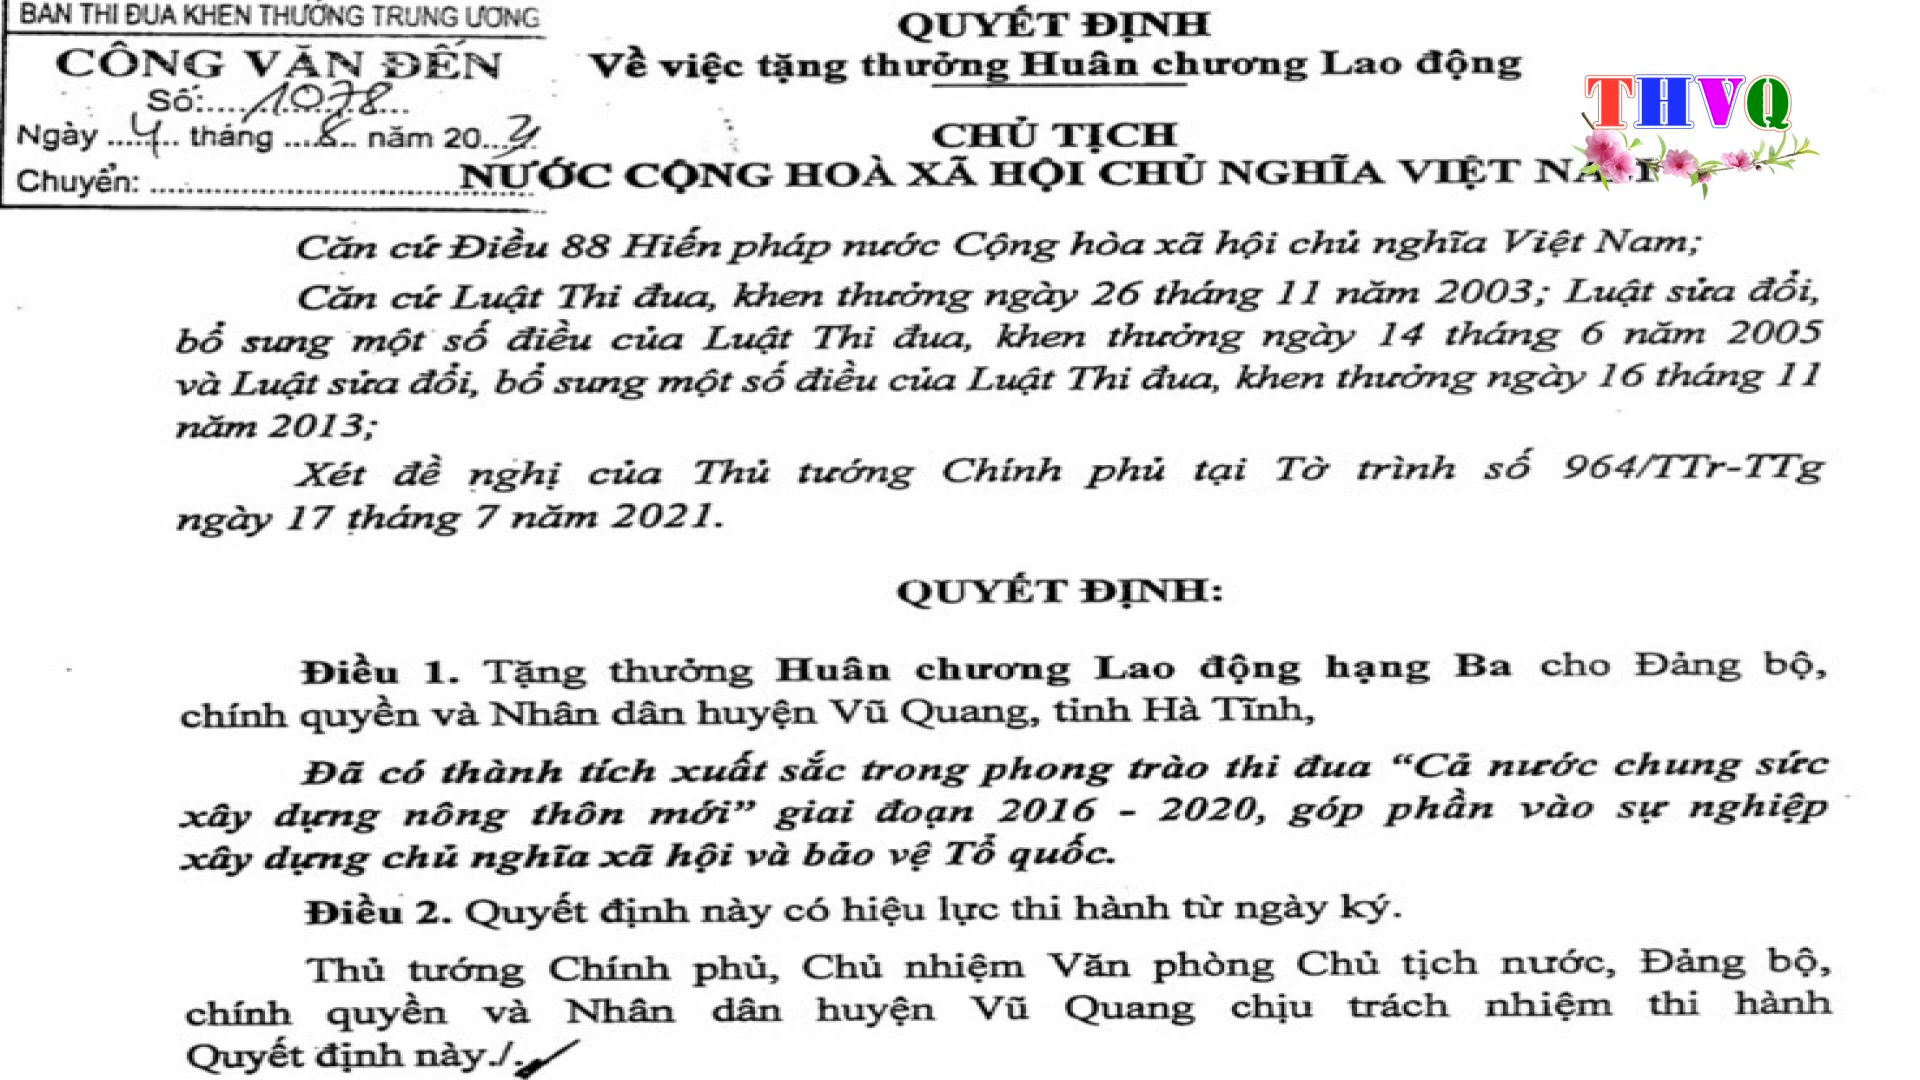 BAN THI ĐUA KHEN THƯỞNG TRUNG ƯƠNG
CÔNG VĂN ĐẾN
Số:.....1078...
Ngày ...4... tháng ...8.. năm 20...
Chuyển: ......................................
QUYẾT ĐỊNH
Về việc tặng thưởng Huân chương Lao động
THVQ
CHỦ TỊCH
NƯỚC CỘNG HOÀ XÃ HỘI CHỦ NGHĨA VIỆT NAM
Căn cứ Điều 88 Hiến pháp nước Cộng hòa xã hội chủ nghĩa Việt Nam;
Căn cứ Luật Thi đua, khen thưởng ngày 26 tháng 11 năm 2003; Luật sửa đổi,
bổ sung một số điều của Luật Thi đua, khen thưởng ngày 14 tháng 6 năm 2005
và Luật sửa đổi, bổ sung một số điều của Luật Thi đua, khen thưởng ngày 16 tháng 11
năm 2013;
Xét đề nghị của Thủ tướng Chính phủ tại Tờ trình số 964/TTr-TTg
ngày 17 tháng 7 năm 2021.
QUYẾT ĐỊNH:
Điều 1. Tặng thưởng Huân chương Lao động hạng Ba cho Đảng bộ,
chính quyền và Nhân dân huyện Vũ Quang, tỉnh Hà Tĩnh,
Đã có thành tích xuất sắc trong phong trào thi đua “Cả nước chung sức
xây dựng nông thôn mới” giai đoạn 2016 - 2020, góp phần vào sự nghiệp
xây dựng chủ nghĩa xã hội và bảo vệ Tổ quốc.
Điều 2. Quyết định này có hiệu lực thi hành từ ngày ký.
Thủ tướng Chính phủ, Chủ nhiệm Văn phòng Chủ tịch nước, Đảng bộ,
chính quyền và Nhân dân huyện Vũ Quang chịu trách nhiệm thi hành
Quyết định này./.